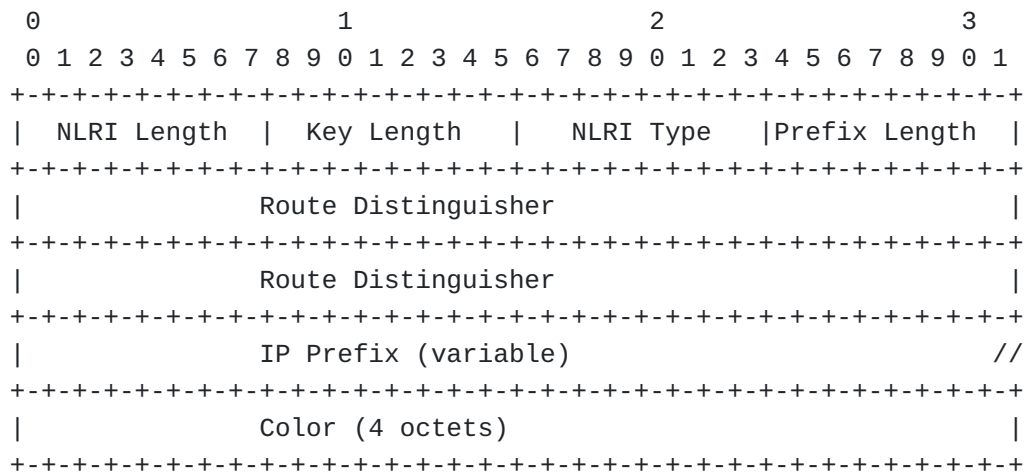 0                   1                   2                   3
 0 1 2 3 4 5 6 7 8 9 0 1 2 3 4 5 6 7 8 9 0 1 2 3 4 5 6 7 8 9 0 1
+-+-+-+-+-+-+-+-+-+-+-+-+-+-+-+-+-+-+-+-+-+-+-+-+-+-+-+-+-+-+-+-+
|  NLRI Length  |  Key Length   |   NLRI Type   |Prefix Length  |
+-+-+-+-+-+-+-+-+-+-+-+-+-+-+-+-+-+-+-+-+-+-+-+-+-+-+-+-+-+-+-+-+
|               Route Distinguisher                             |
+-+-+-+-+-+-+-+-+-+-+-+-+-+-+-+-+-+-+-+-+-+-+-+-+-+-+-+-+-+-+-+-+
|               Route Distinguisher                             |
+-+-+-+-+-+-+-+-+-+-+-+-+-+-+-+-+-+-+-+-+-+-+-+-+-+-+-+-+-+-+-+-+
|               IP Prefix (variable)                           //
+-+-+-+-+-+-+-+-+-+-+-+-+-+-+-+-+-+-+-+-+-+-+-+-+-+-+-+-+-+-+-+-+
|               Color (4 octets)                                |
+-+-+-+-+-+-+-+-+-+-+-+-+-+-+-+-+-+-+-+-+-+-+-+-+-+-+-+-+-+-+-+-+